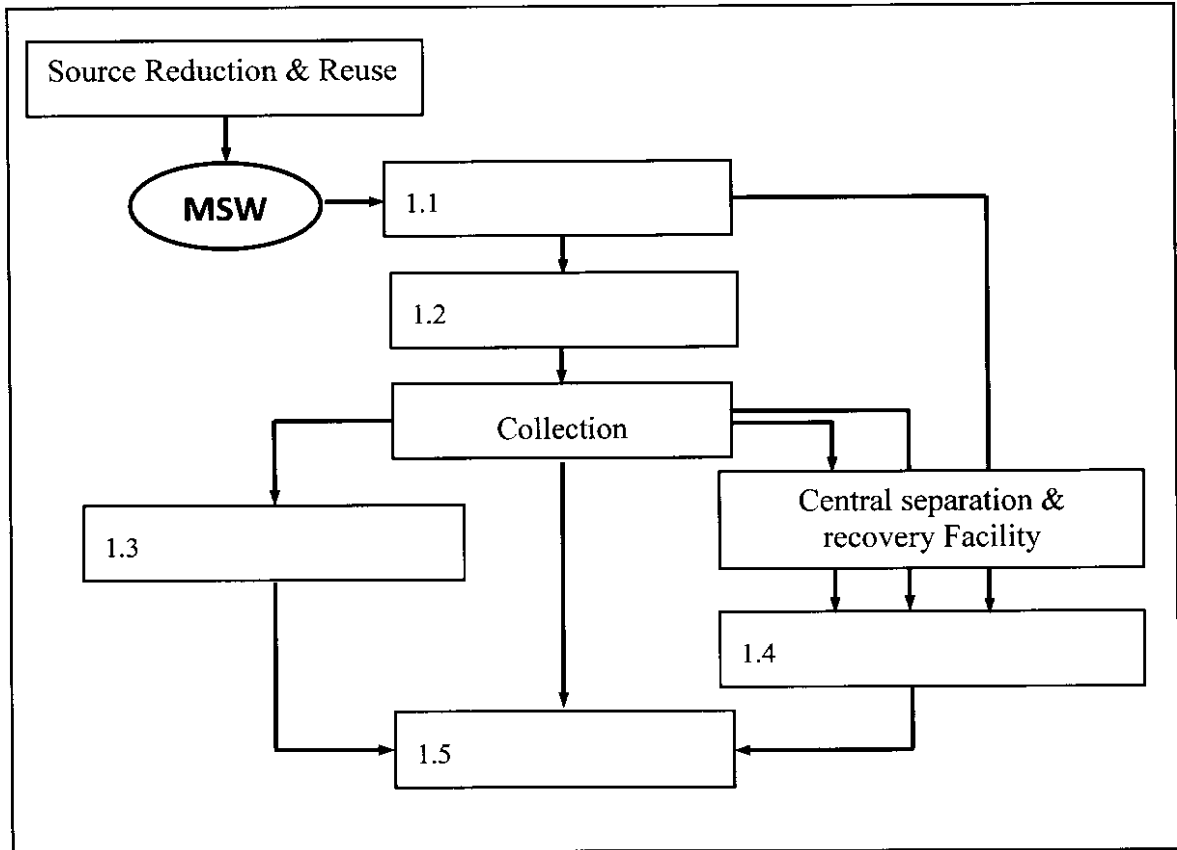 Source Reduction & Reuse
MSW
1.1
1.2
Collection
Central separation &
recovery Facility
1.3
1.4
1.5